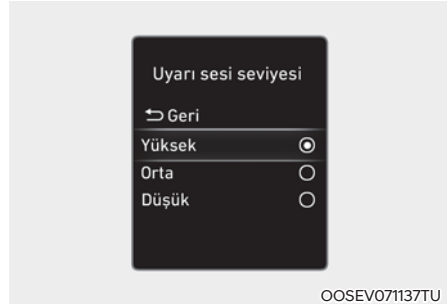 Uyarı sesi seviyesi
Geri
Yüksek
Orta
Düşük
OOSEV071137TU